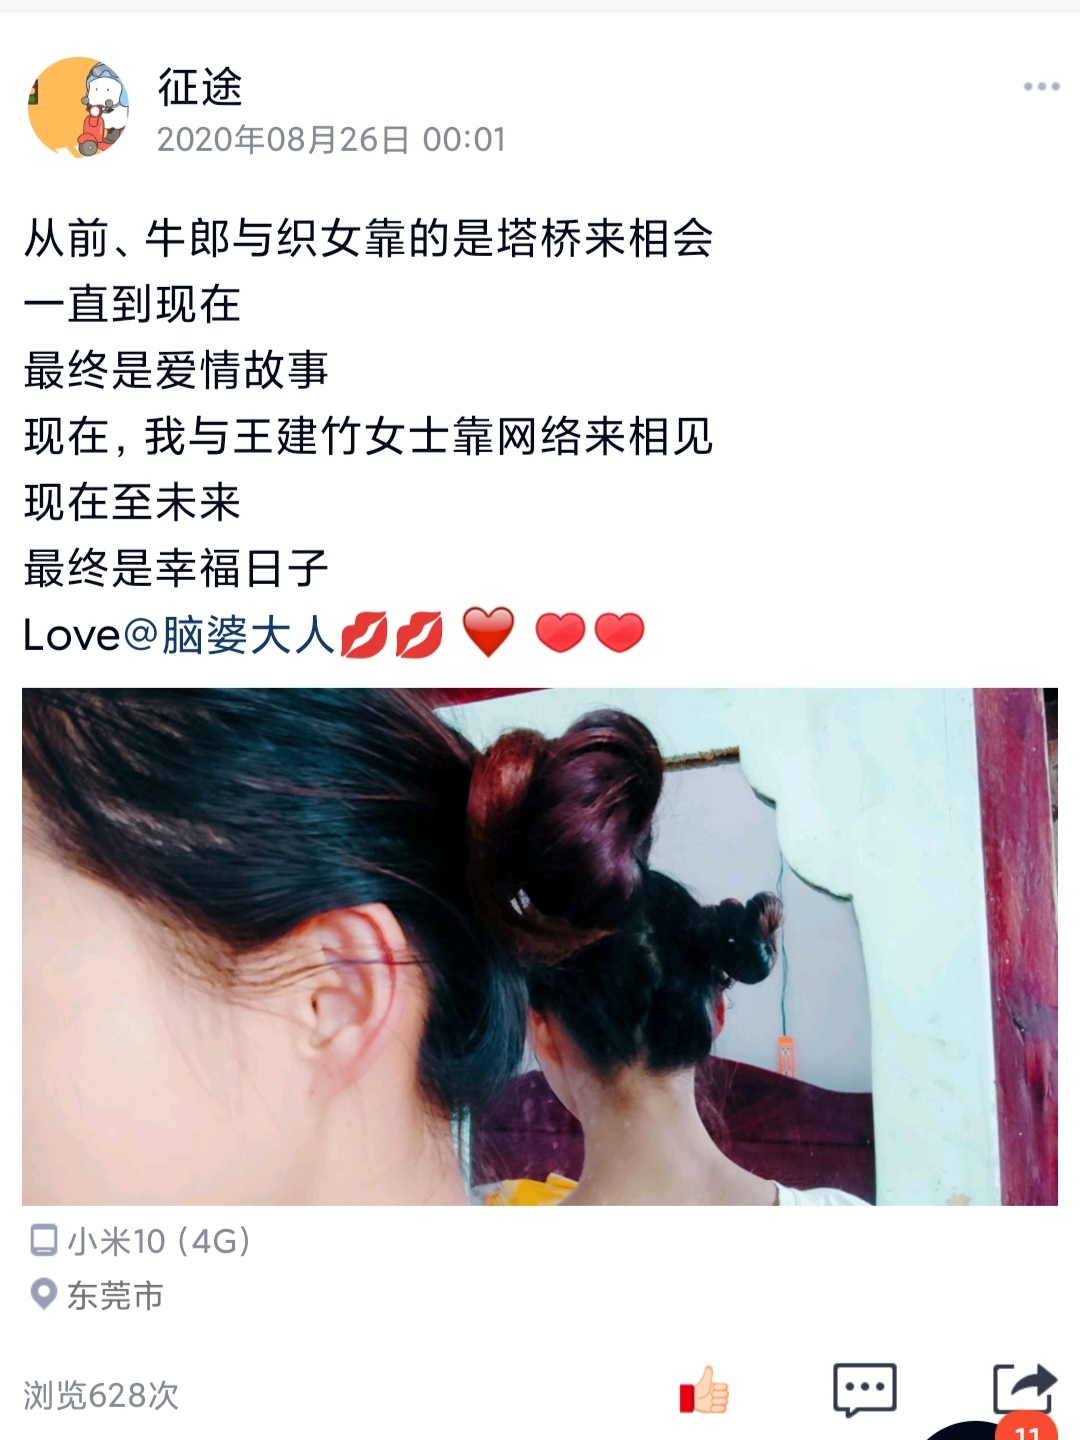 征途
2020年08月26日 00:01
从前、牛郎与织女靠的是塔桥来相会
一直到现在
最终是爱情故事
现在，我与王建竹女士靠网络来相见
现在至未来
最终是幸福日子
Love@脑婆大人💋💋 ❤️ ❤️❤️
小米10 (4G)
东莞市
浏览628次
11